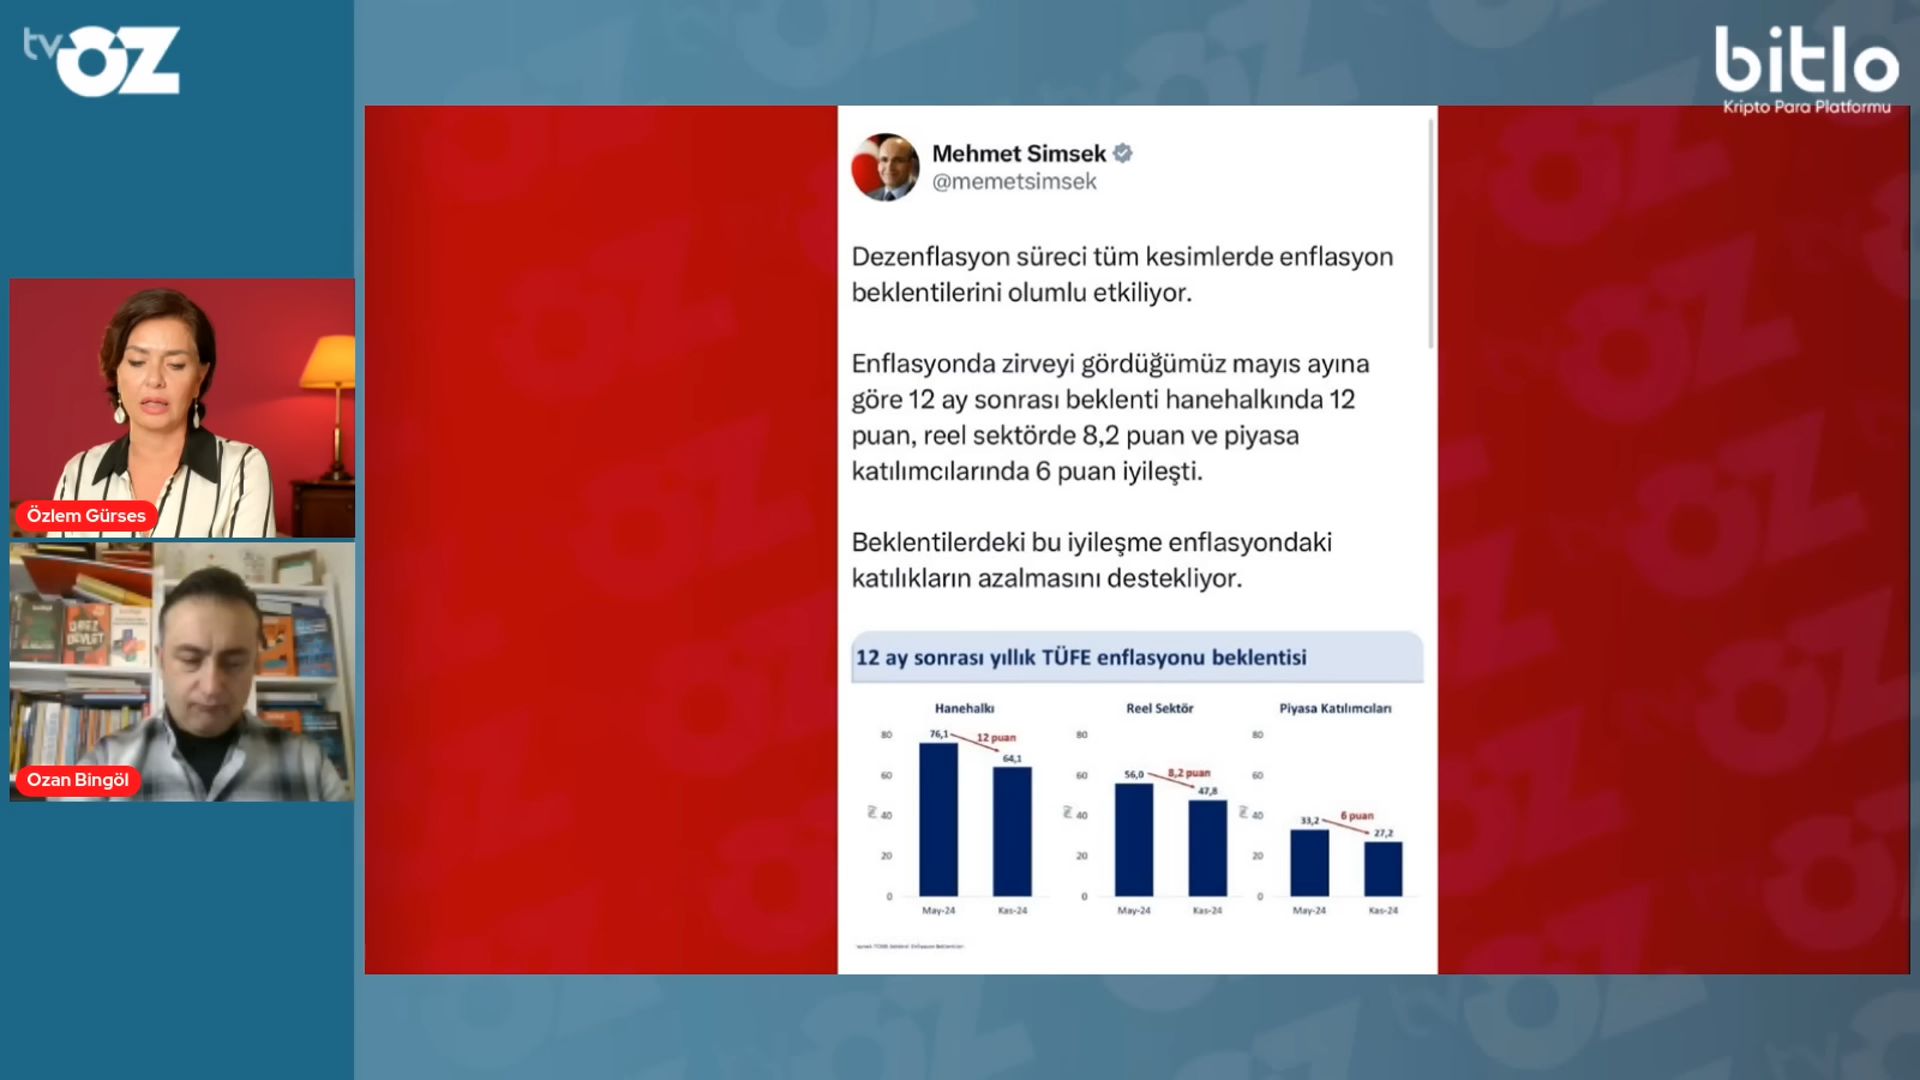 tv ÖZ
bitlo
Kripto Para Platformu
Mehmet Simsek
@memetsimsek
Dezenflasyon süreci tüm kesimlerde enflasyon
beklentilerini olumlu etkiliyor.
Enflasyonda zirveyi gördüğümüz mayıs ayına
göre 12 ay sonrası beklenti hanehalkında 12
puan, reel sektörde 8,2 puan ve piyasa
katılımcılarında 6 puan iyileşti.
Beklentilerdeki bu iyileşme enflasyondaki
katılıkların azalmasını destekliyor.
12 ay sonrası yıllık TÜFE enflasyonu beklentisi
Hanehalkı
80
60
40
20
0
(%)
76,1
12 puan
64,1
May-24
Kas-24
Reel Sektör
80
60
40
20
0
(%)
56,0
8,2 puan
47,8
May-24
Kas-24
Piyasa Katılımcıları
80
60
40
20
0
(%)
33,2
6 puan
27,2
May-24
Kas-24
Özlem Gürses
OBEZ
DEVLET
Ozan Bingöl